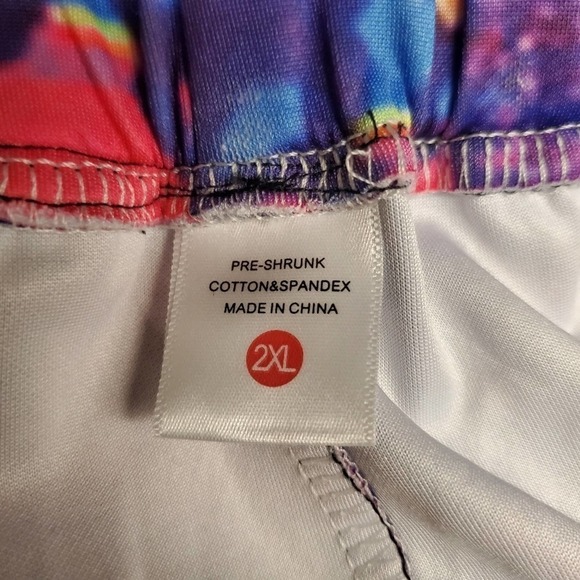 PRE-SHRUNK
COTTON&SPANDEX
MADE IN CHINA
2XL